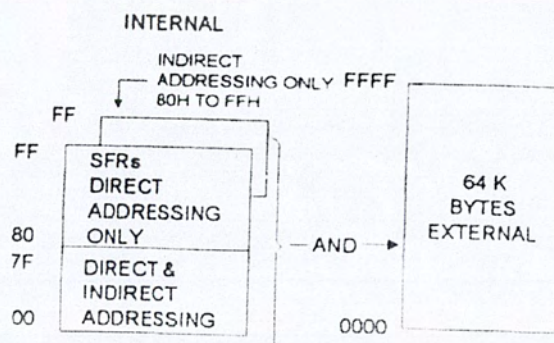 INTERNAL
INDIRECT
ADDRESSING ONLY
80H TO FFH
FFFF
FF
FF
SFRs
DIRECT
ADDRESSING
ONLY
80
7F
DIRECT &
INDIRECT
ADDRESSING
00
AND
64 K
BYTES
EXTERNAL
0000